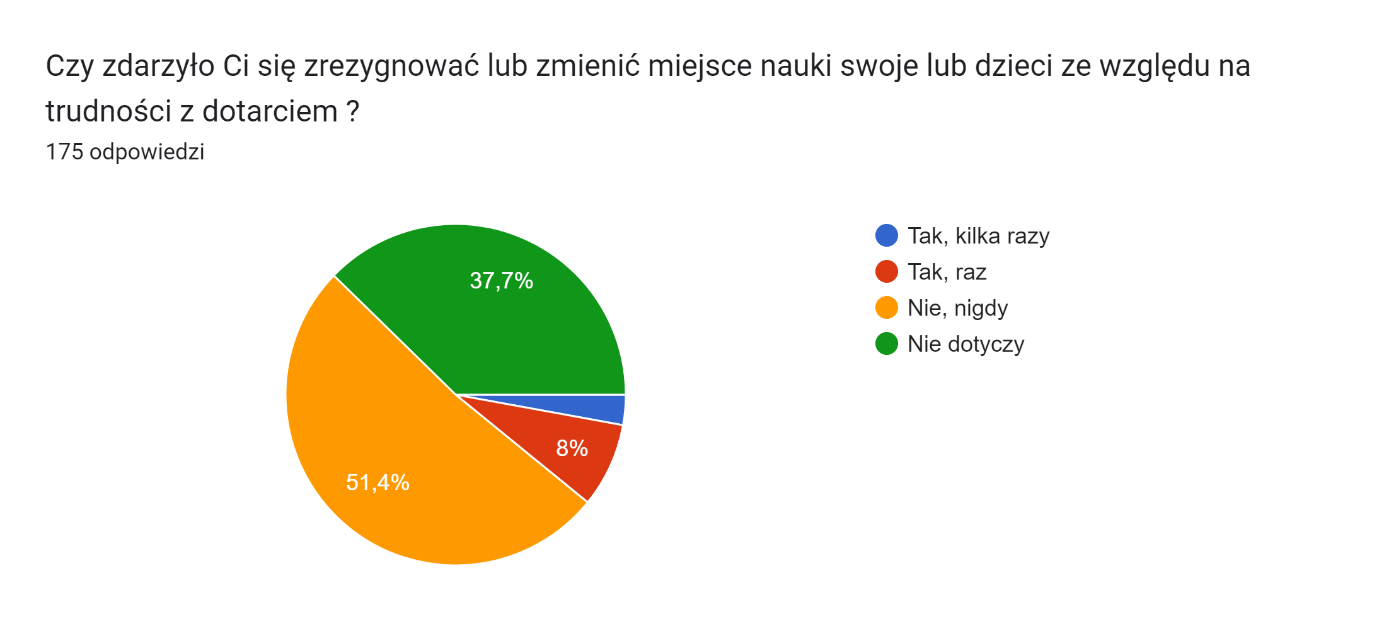 Czy zdarzyło Ci się zrezygnować lub zmienić miejsce nauki swoje lub dzieci ze względu na
trudności z dotarciem ?
175 odpowiedzi
Tak, kilka razy
Tak, raz
Nie, nigdy
Nie dotyczy
37,7%
8%
51,4%